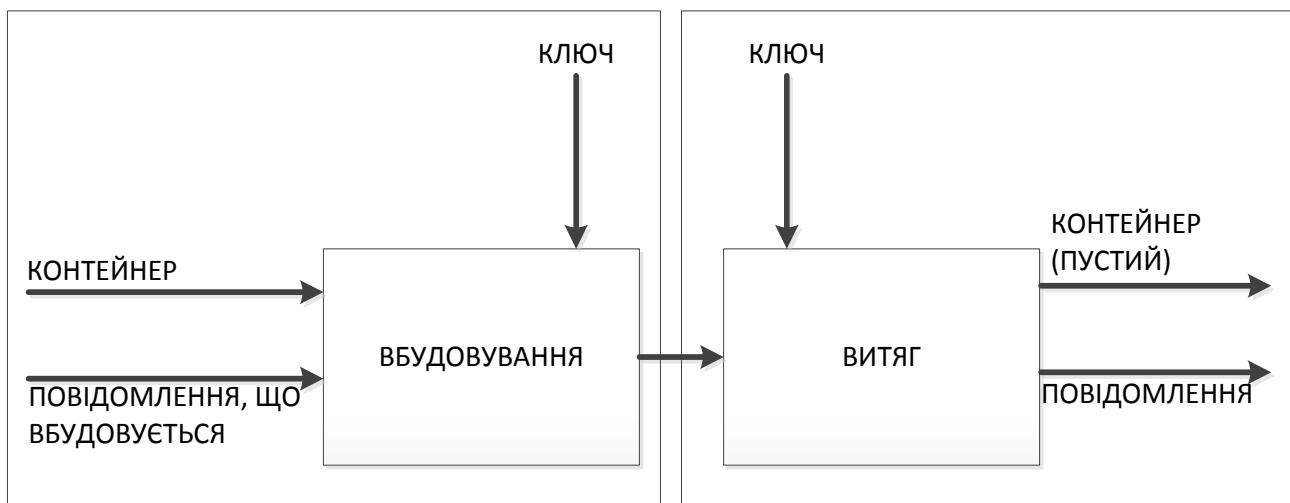 КЛЮЧ
КЛЮЧ
КОНТЕЙНЕР
ПОВІДОМЛЕННЯ, ЩО
ВБУДОВУЄТЬСЯ
ВБУДОВУВАННЯ
ВИТЯГ
КОНТЕЙНЕР
(ПУСТИЙ)
ПОВІДОМЛЕННЯ